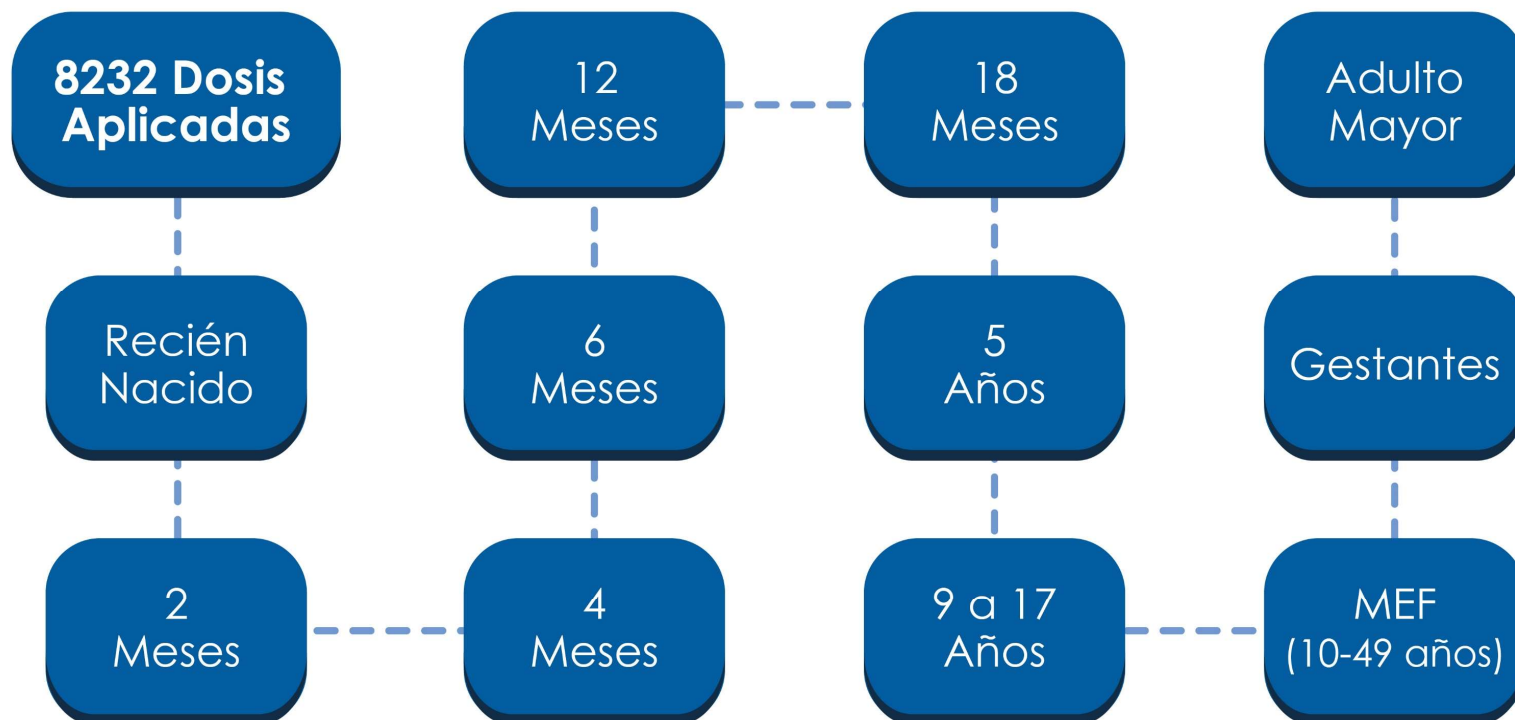 8232 Dosis
Aplicadas
Recién
Nacido
2
Meses
4
Meses
6
Meses
12
Meses
18
Meses
5
Años
9 a 17
Años
MEF
(10-49 años)
Gestantes
Adulto
Mayor